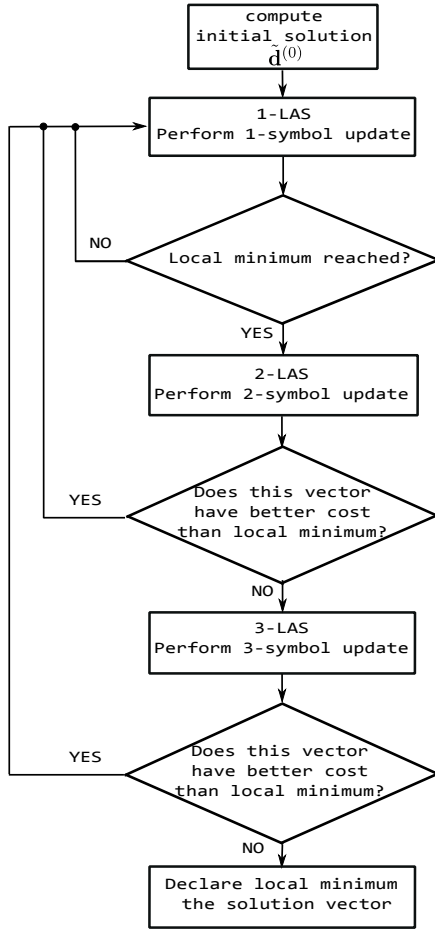 compute
initial solution
d̃^(0)
1-LAS
Perform 1-symbol update
NO
Local minimum reached?
YES
2-LAS
Perform 2-symbol update
YES
Does this vector
have better cost
than local minimum?
NO
3-LAS
Perform 3-symbol update
YES
Does this vector
have better cost
than local minimum?
NO
Declare local minimum
the solution vector